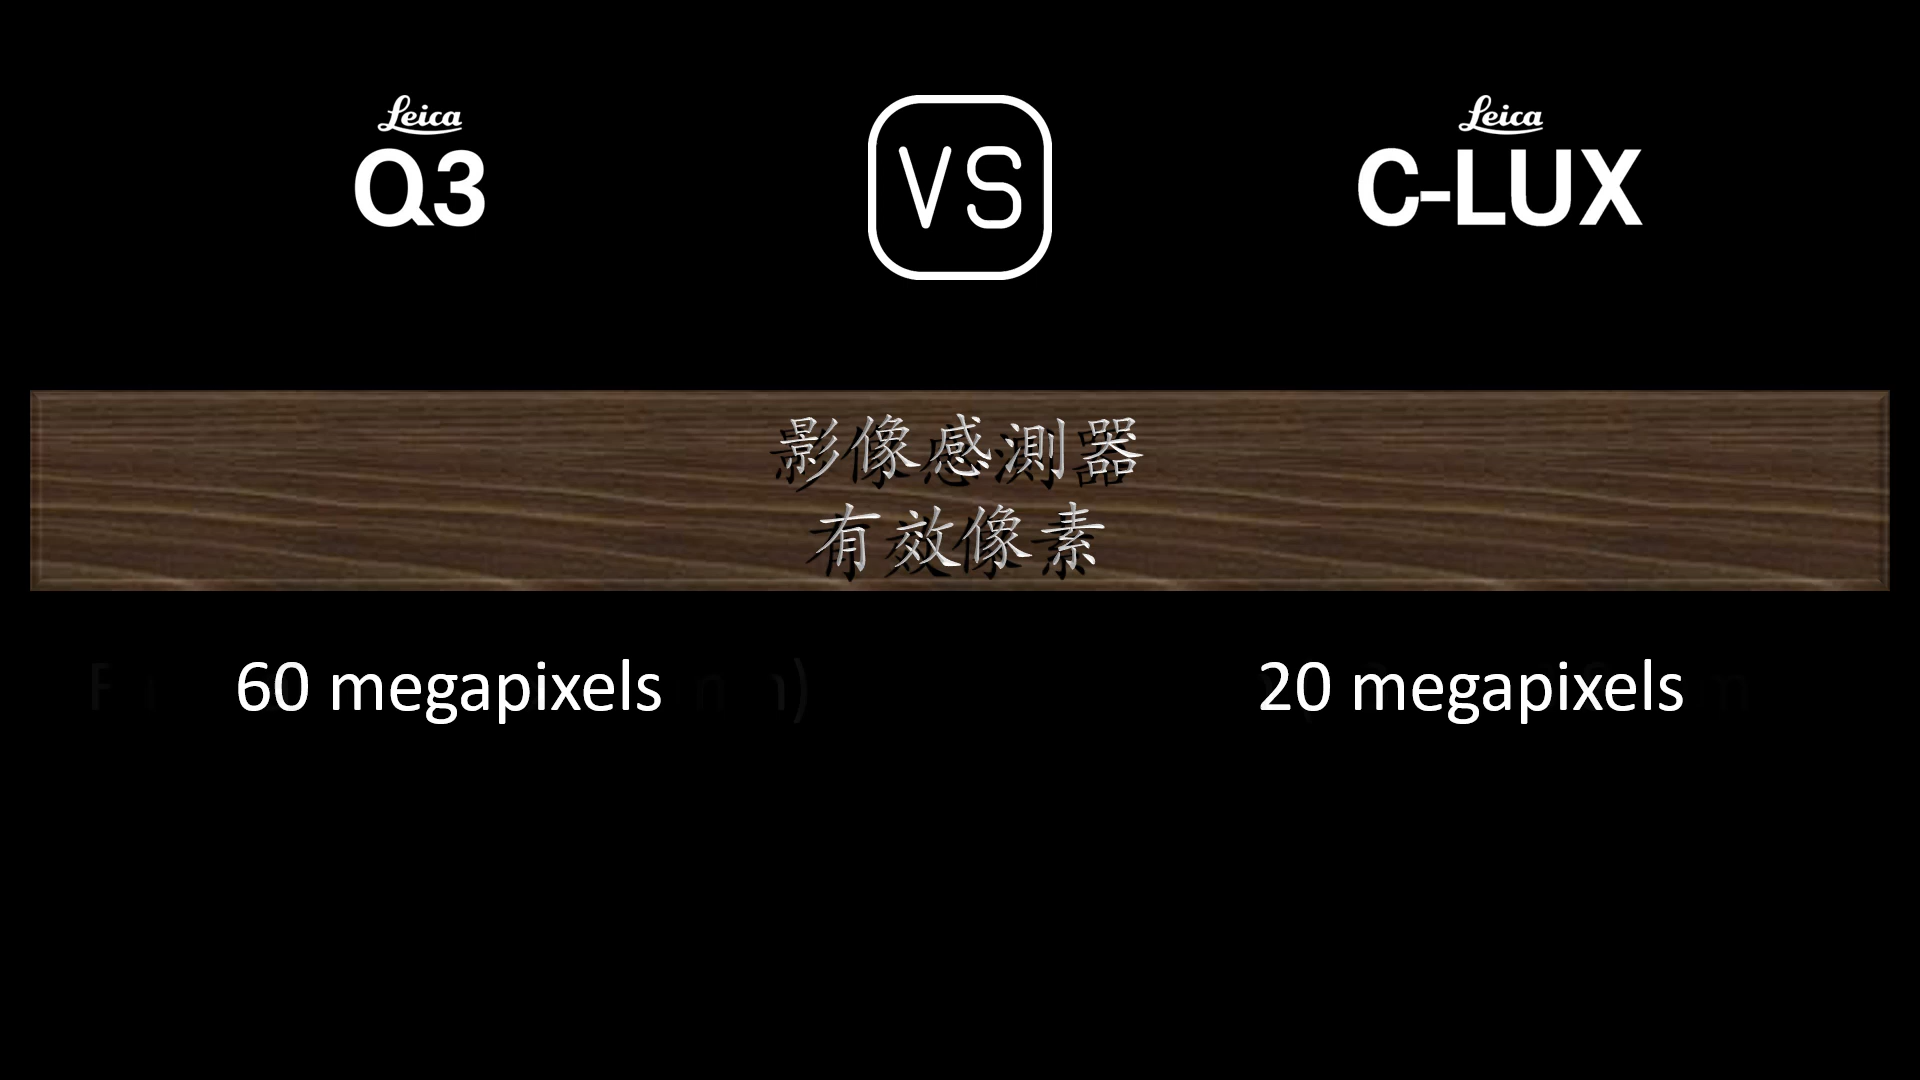 Leica
Q3
VS
Leica
C-LUX
影像感測器
有效像素
60 megapixels
20 megapixels